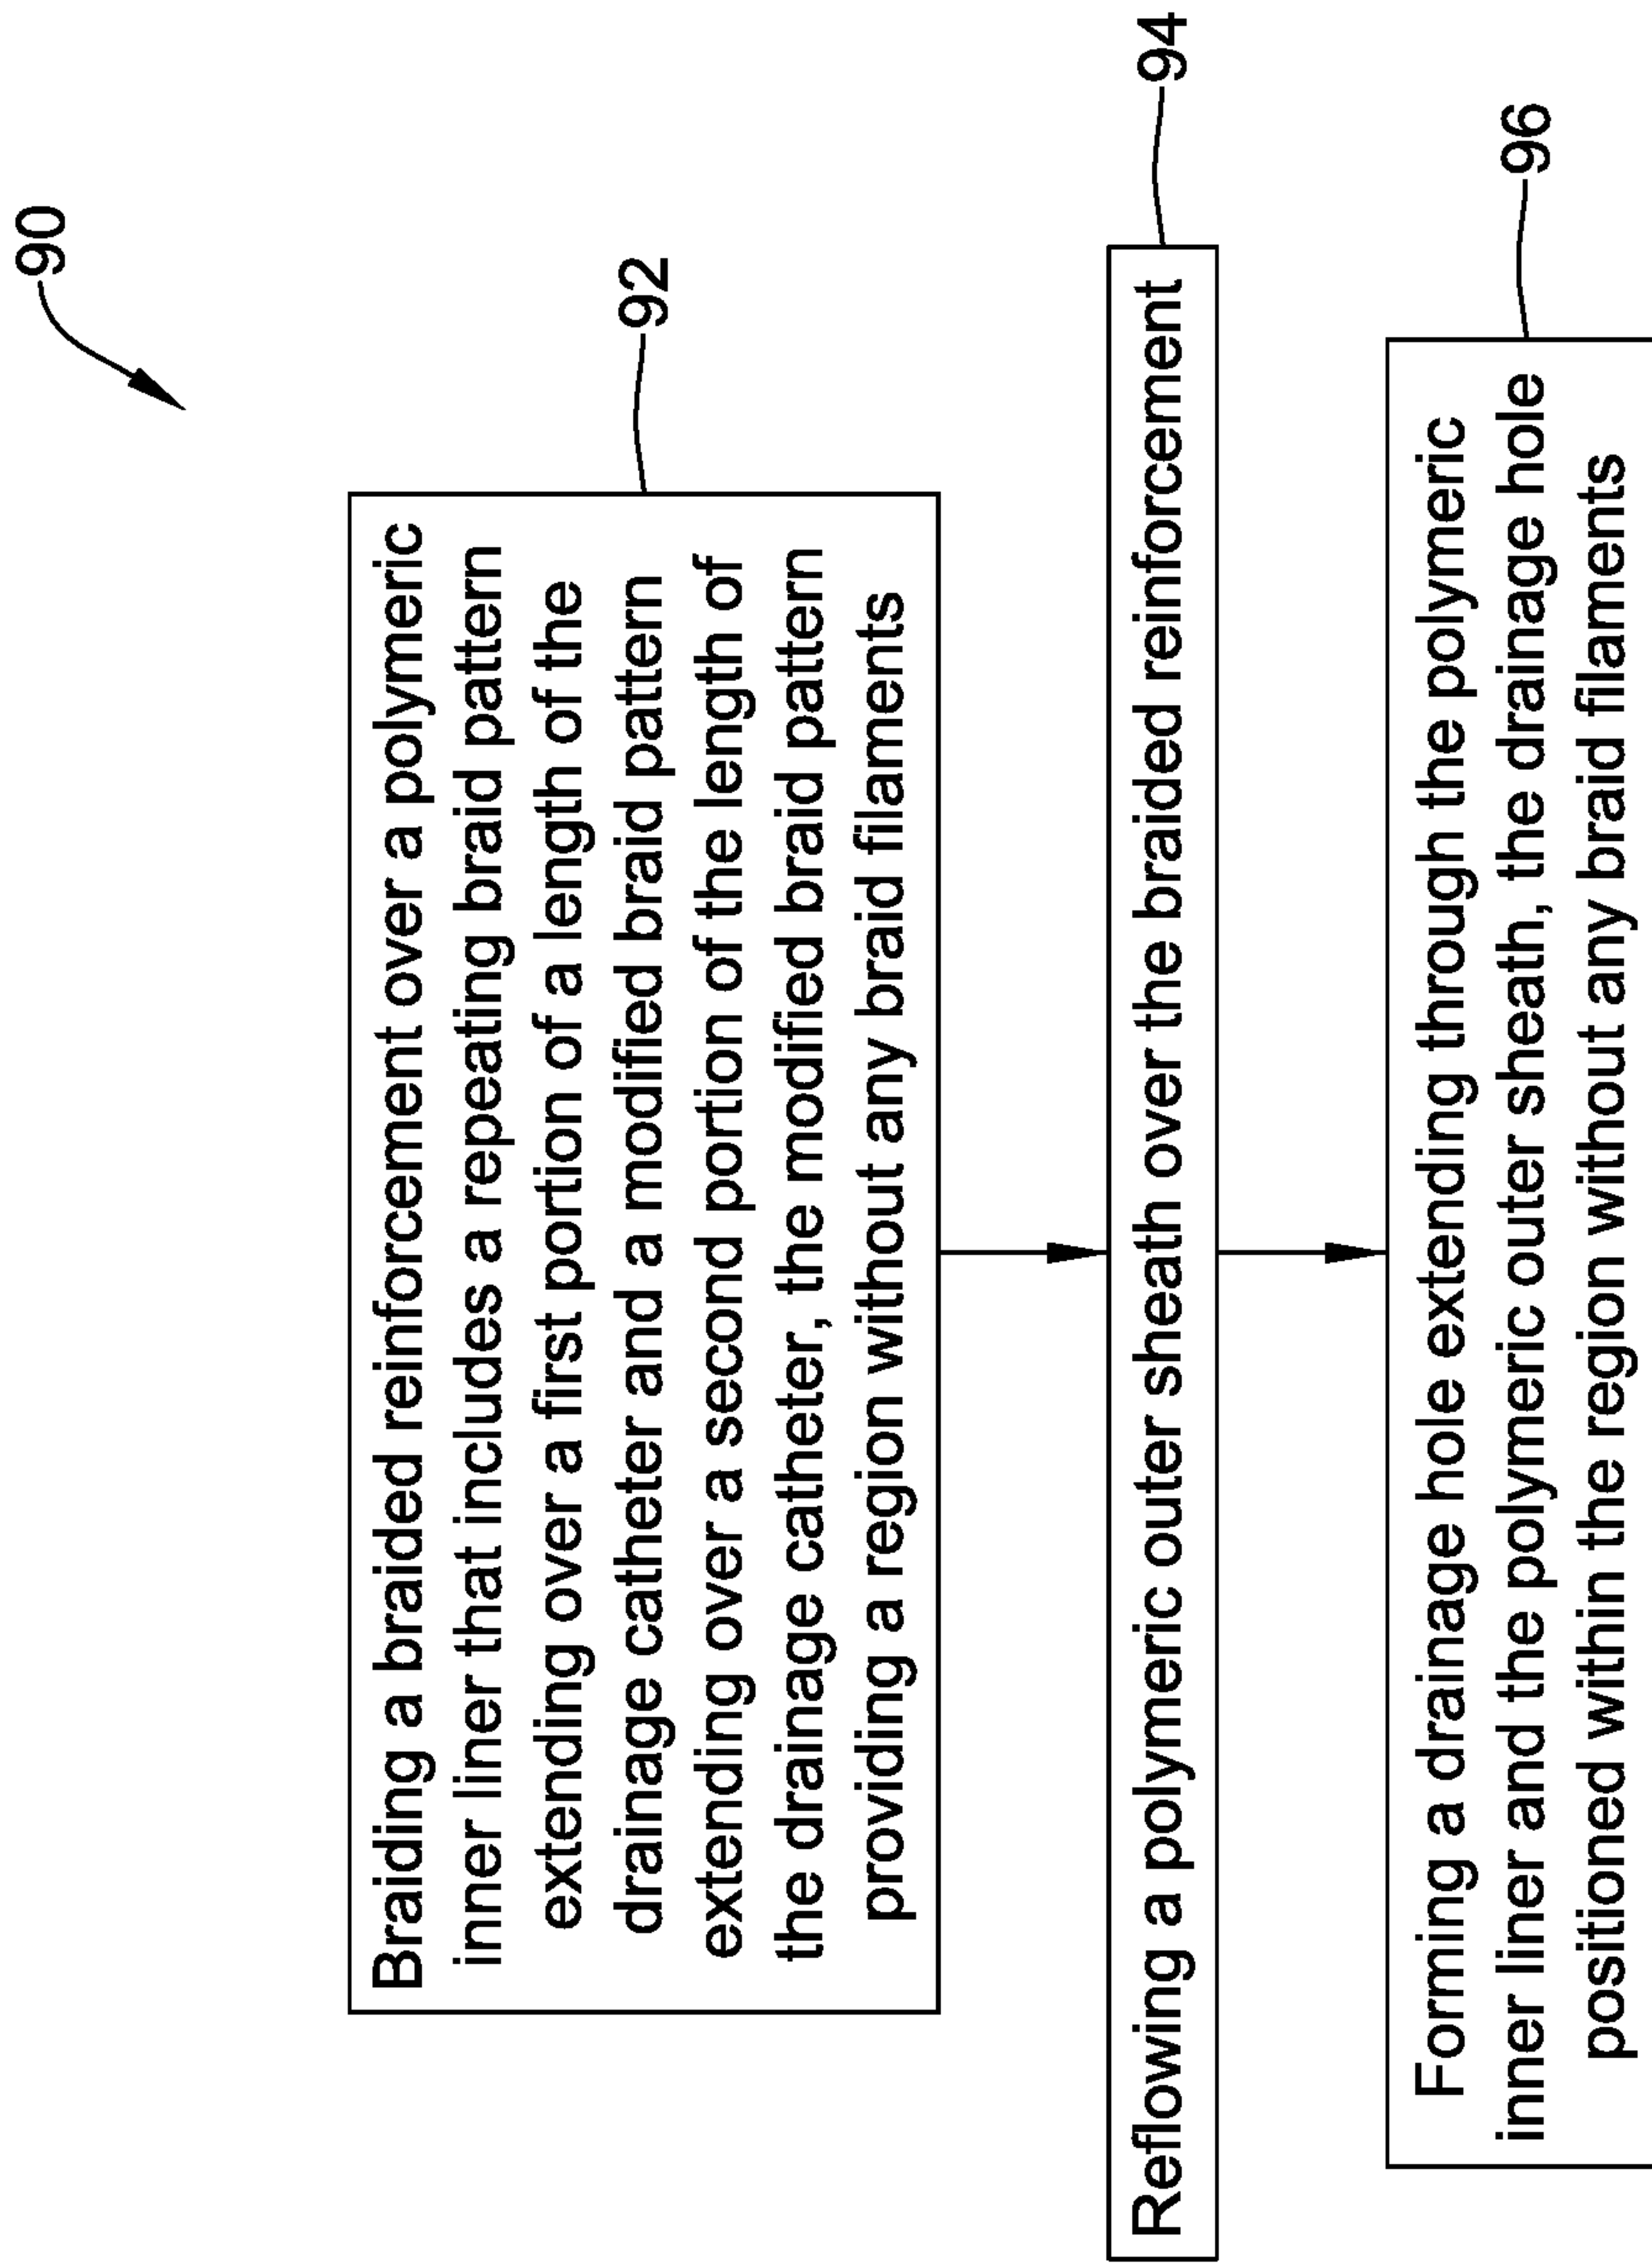 90
Braiding a braided reinforcement over a polymeric
inner liner that includes a repeating braid pattern
extending over a first portion of a length of the
drainage catheter and a modified braid pattern
extending over a second portion of the length of
the drainage catheter, the modified braid pattern
providing a region without any braid filaments
92
Reflowing a polymeric outer sheath over the braided reinforcement
94
Forming a drainage hole extending through the polymeric
inner liner and the polymeric outer sheath, the drainage hole
positioned within the region without any braid filaments
96